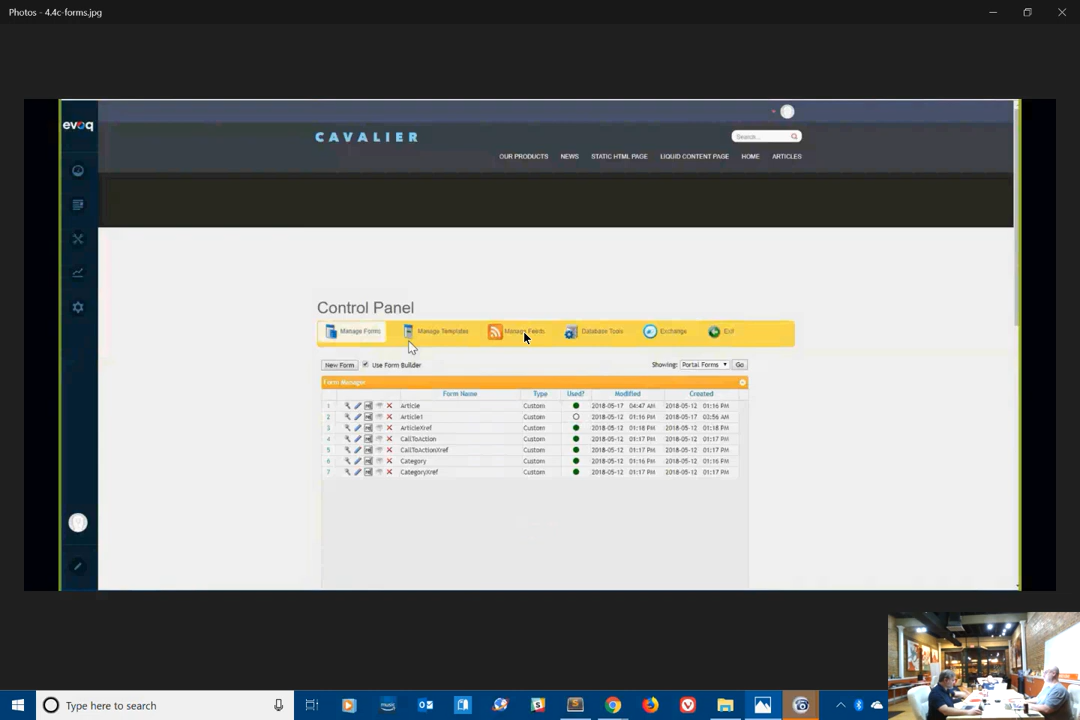 Photos - 4.4c-forms.jpg
evoq
CAVALIER
Search...
OUR PRODUCTS NEWS STATIC HTML PAGE LIQUID CONTENT PAGE HOME ARTICLES
Control Panel
Manage Forms Manage Templates Manage Feeds Database Tools Exchange Exit
New Form Use Form Builder Showing: Portal Forms Go
Form Manager
Form Name Type Used? Modified Created
1 Article Custom 2018-05-17 04:47 AM 2018-05-12 01:16 PM
2 Article1 Custom 2018-05-12 01:16 PM 2018-05-17 03:56 AM
3 ArticleXref Custom 2018-05-12 01:18 PM 2018-05-12 01:18 PM
4 CallToAction Custom 2018-05-12 01:17 PM 2018-05-12 01:17 PM
5 CallToActionXref Custom 2018-05-12 01:17 PM 2018-05-12 01:17 PM
6 Category Custom 2018-05-12 01:16 PM 2018-05-12 01:16 PM
7 CategoryXref Custom 2018-05-12 01:17 PM 2018-05-12 01:17 PM
Type here to search